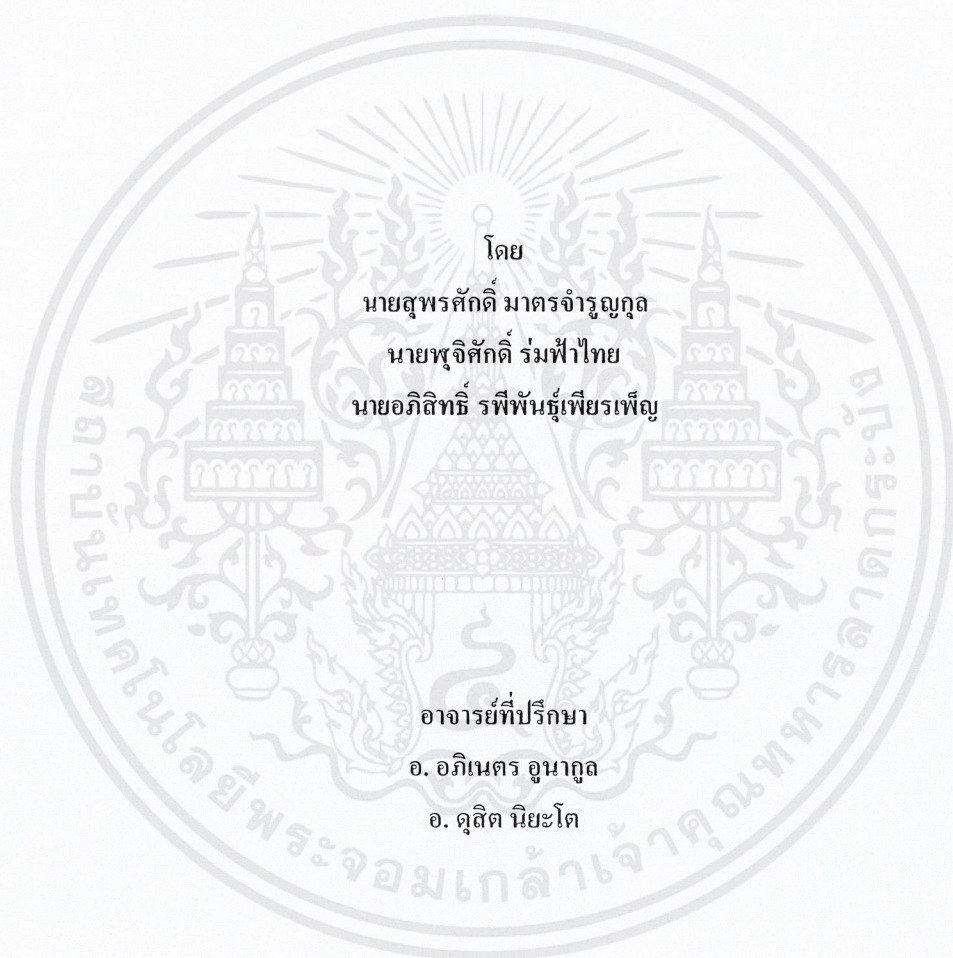 โดย
นายสุพรศักดิ์ มาตรจำรูญกุล
นายพุจิศักดิ์ ร่มฟ้าไทย
นายอภิสิทธิ์ รพีพันธุ์เพียรเพ็ญ
อาจารย์ที่ปรึกษา
อ. อภิเนตร อูนากูล
อ. ดุสิต นิยะโต
สถาบันเทคโนโลยีพระจอมเกล้าเจ้าคุณทหารลาดกระบัง